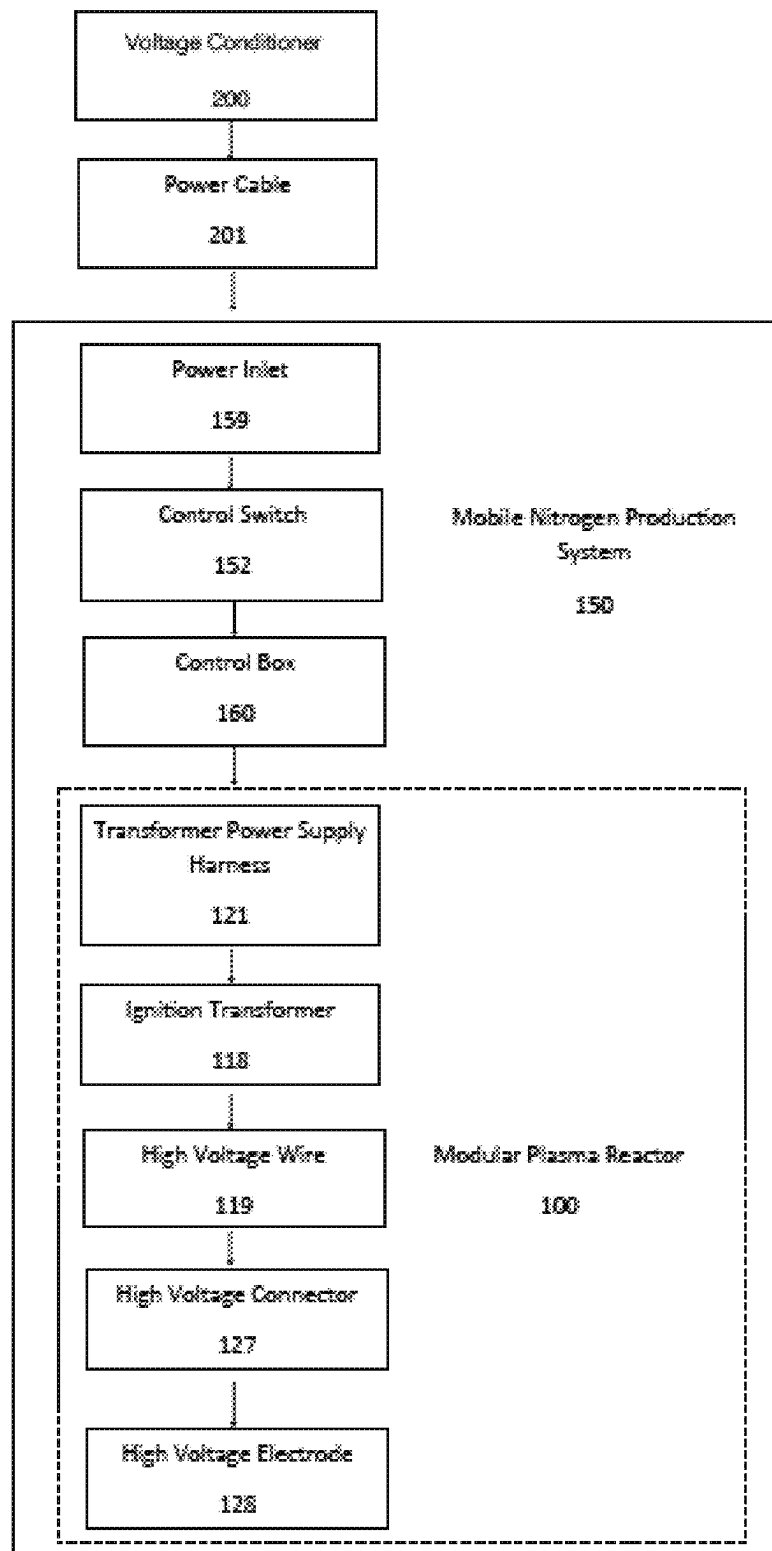 Voltage Conditioner
200
Power Cable
201
Power Inlet
159
Control Switch
152
Mobile Nitrogen Production
System
150
Control Box
160
Transformer Power Supply
Harness
121
Ignition Transformer
118
High Voltage Wire
119
Modular Plasma Reactor
100
High Voltage Connector
127
High Voltage Electrode
128